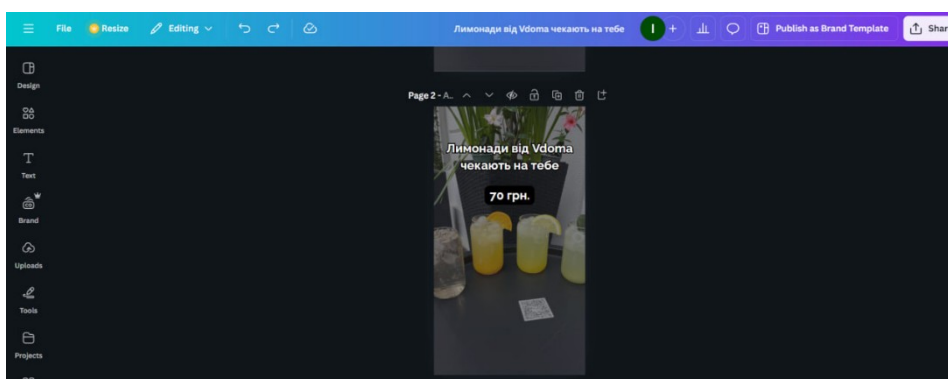 File
Resize
Editing
Лимонади від Vdoma чекають на тебе
I
+
Publish as Brand Template
Shar
Design
Page 2 - A...
Elements
Лимонади від Vdoma
чекають на тебе
Text
70 грн.
Brand
Uploads
Tools
Projects